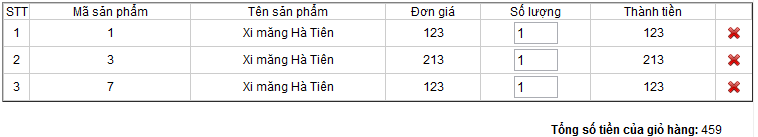 STT Mã sản phẩm Tên sản phẩm Đơn giá Số lượng Thành tiền
1 1 Xi măng Hà Tiên 123 1 123
2 3 Xi măng Hà Tiên 213 1 213
3 7 Xi măng Hà Tiên 123 1 123
Tổng số tiền của giỏ hàng: 459